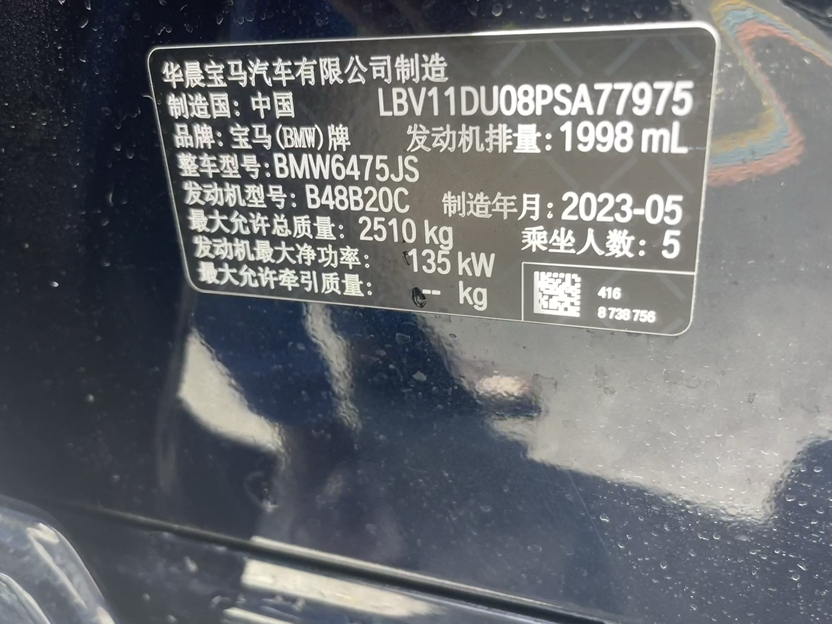 华晨宝马汽车有限公司制造
制造国: 中国 LBV11DU08PSA77975
品牌: 宝马(BMW)牌 发动机排量: 1998 mL
整车型号: BMW6475JS
发动机型号: B48B20C 制造年月: 2023-05
最大允许总质量: 2510 kg 乘坐人数: 5
发动机最大净功率: 135 kW
最大允许牵引质量: -- kg
416
8 738 756